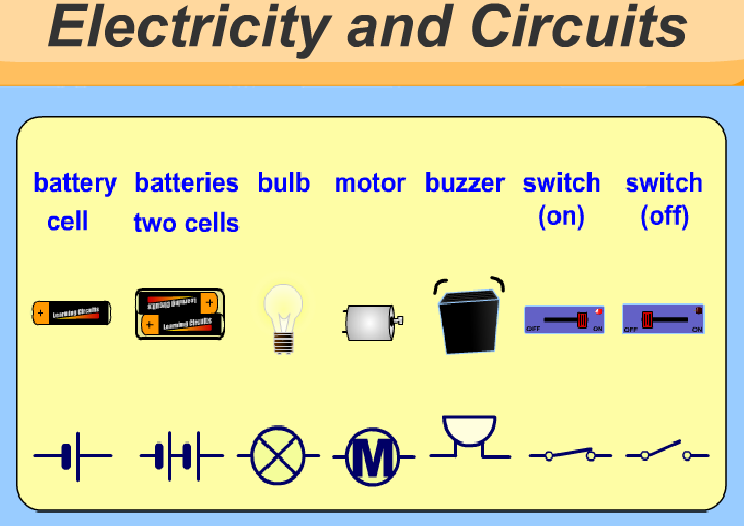 Electricity and Circuits
battery batteries bulb motor buzzer switch switch
cell two cells (on) (off)
Learning Circuits
Learning Circuits
Learning Circuits
OFF ON OFF ON
M